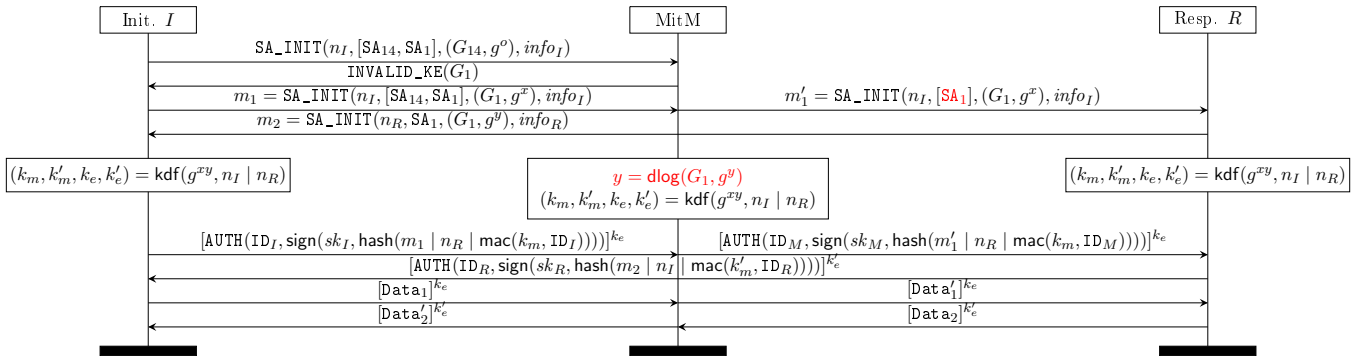 Init. I MitM Resp. R
SA_INIT(n_I, [SA_14, SA_1], (G_14, g^o), info_I)
INVALID_KE(G_1)
m_1 = SA_INIT(n_I, [SA_14, SA_1], (G_1, g^x), info_I) m′_1 = SA_INIT(n_I, [SA_1], (G_1, g^x), info_I)
m_2 = SA_INIT(n_R, SA_1, (G_1, g^y), info_R)
(k_m, k′_m, k_e, k′_e) = kdf(g^xy, n_I | n_R)
y = dlog(G_1, g^y)
(k_m, k′_m, k_e, k′_e) = kdf(g^xy, n_I | n_R)
(k_m, k′_m, k_e, k′_e) = kdf(g^xy, n_I | n_R)
[AUTH(ID_I, sign(sk_I, hash(m_1 | n_R | mac(k_m, ID_I))))]^k_e [AUTH(ID_M, sign(sk_M, hash(m′_1 | n_R | mac(k_m, ID_M))))]^k_e
[AUTH(ID_R, sign(sk_R, hash(m_2 | n_I | mac(k′_m, ID_R))))]^k′_e
[Data_1]^k_e [Data′_1]^k_e
[Data′_2]^k′_e [Data_2]^k′_e